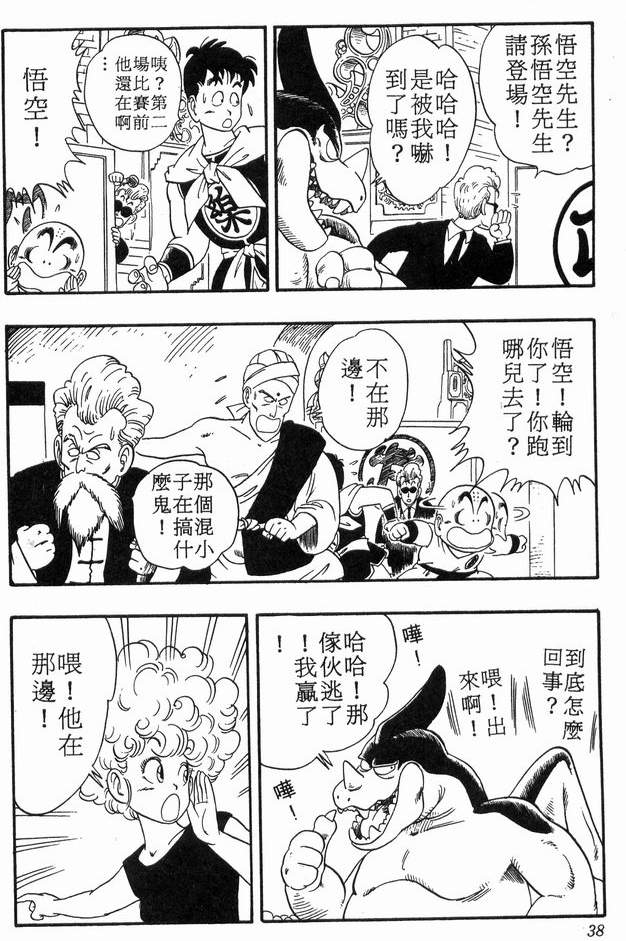 悟空先生？
孫悟空先生
請登場！
哈哈哈！
是被我嚇
到了嗎？
咦？第二
場比賽前
他還在啊
…
悟空！
樂
悟空！輪到
你了！你跑
哪兒去了？
不在那
邊！
那個混小
子在搞什
麼鬼！
到底怎麼
回事？
喂！出
來啊！
嘩！
哈哈！那
傢伙逃了
！！我贏了
！
嘩！
喂！他在
那邊！
38